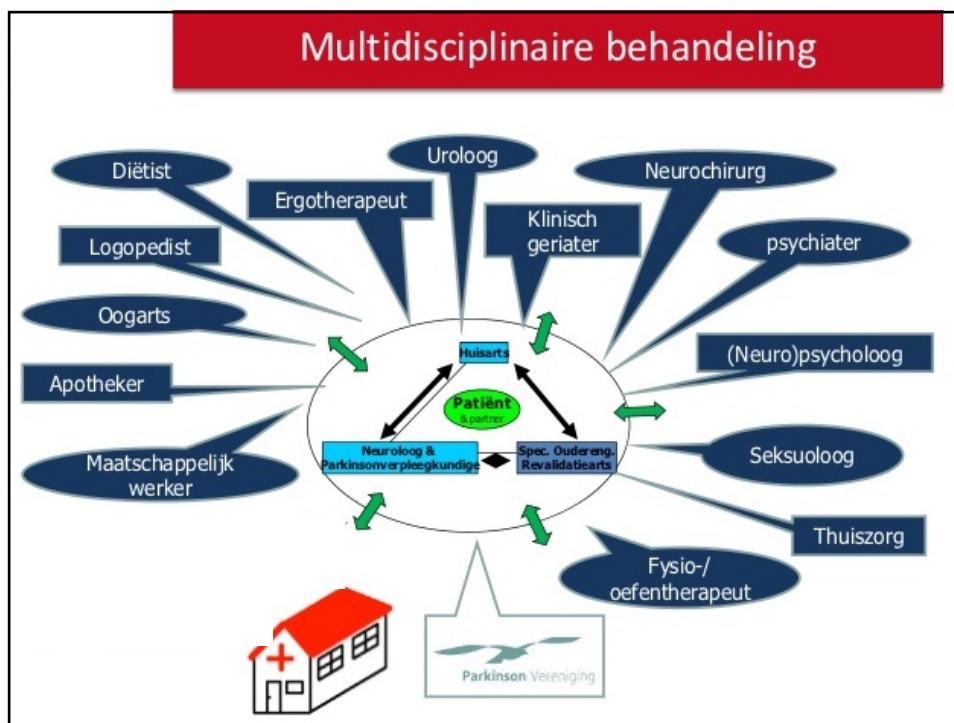 Multidisciplinaire behandeling
Diëtist
Uroloog
Neurochirurg
Ergotherapeut
Klinisch
geriater
Logopedist
psychiater
Oogarts
(Neuro)psycholoog
Huisarts
Apotheker
Patiënt
& partner
Neuroloog &
Parkinsonverpleegkundige
Spec. Oudereng.
Revalidatiearts
Maatschappelijk
werker
Seksuoloog
Thuiszorg
Fysio-/
oefentherapeut
Parkinson Vereniging